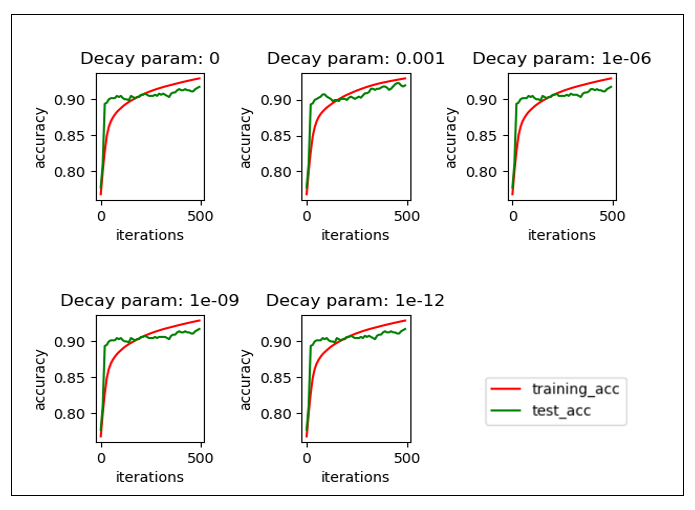 Decay param: 0
0.90
0.85
0.80
accuracy
0
500
iterations
Decay param: 0.001
0.90
0.85
0.80
accuracy
0
500
iterations
Decay param: 1e-06
0.90
0.85
0.80
accuracy
0
500
iterations
Decay param: 1e-09
0.90
0.85
0.80
accuracy
0
500
iterations
Decay param: 1e-12
0.90
0.85
0.80
accuracy
0
500
iterations
training_acc
test_acc